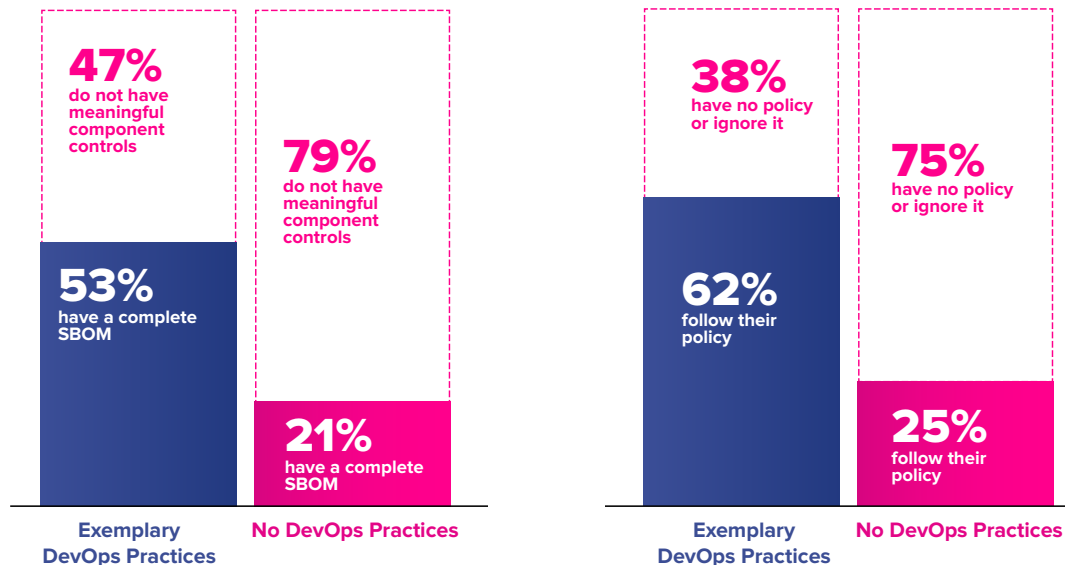 47%
do not have
meaningful
component
controls
79%
do not have
meaningful
component
controls
53%
have a complete
SBOM
21%
have a complete
SBOM
Exemplary
DevOps Practices
No DevOps Practices
38%
have no policy
or ignore it
75%
have no policy
or ignore it
62%
follow their
policy
25%
follow their
policy
Exemplary
DevOps Practices
No DevOps Practices